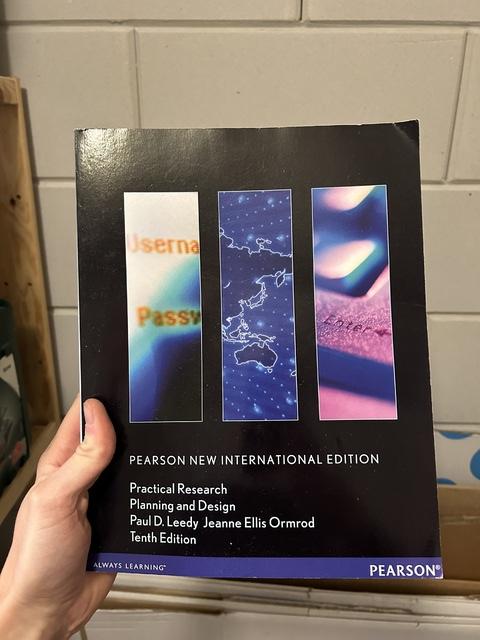 Userna
Passw
Enter
PEARSON NEW INTERNATIONAL EDITION
Practical Research
Planning and Design
Paul D. Leedy Jeanne Ellis Ormrod
Tenth Edition
ALWAYS LEARNING™
PEARSON®